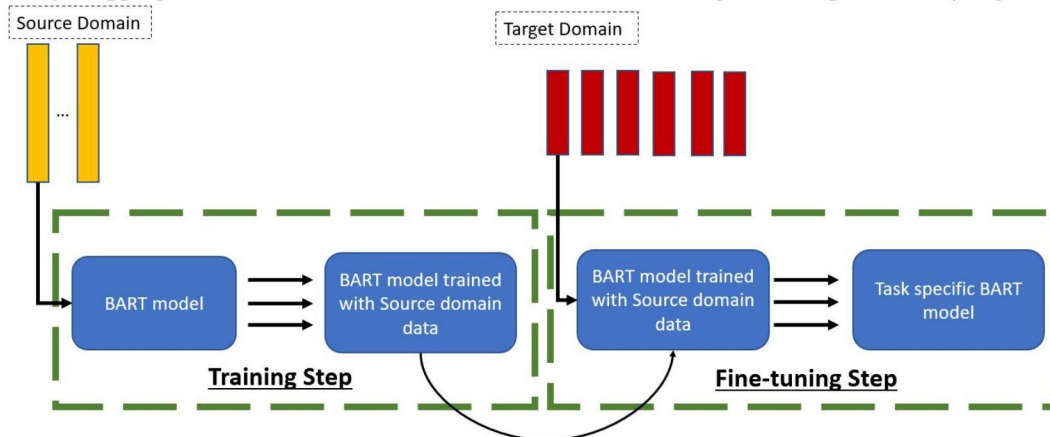 Source Domain
Target Domain
...
BART model
BART model trained
with Source domain
data
Training Step
BART model trained
with Source domain
data
Task specific BART
model
Fine-tuning Step